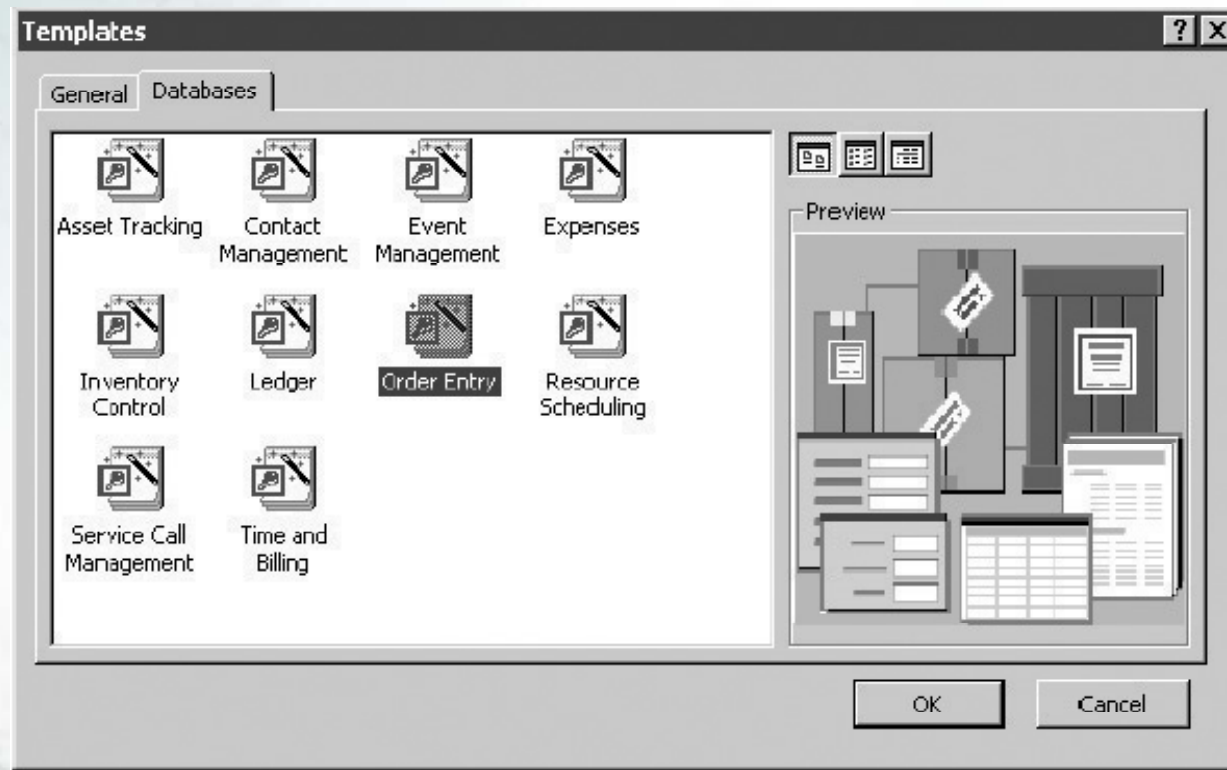 Templates
General Databases
Asset Tracking
Contact
Management
Event
Management
Expenses
Inventory
Control
Ledger
Order Entry
Resource
Scheduling
Service Call
Management
Time and
Billing
Preview
OK
Cancel